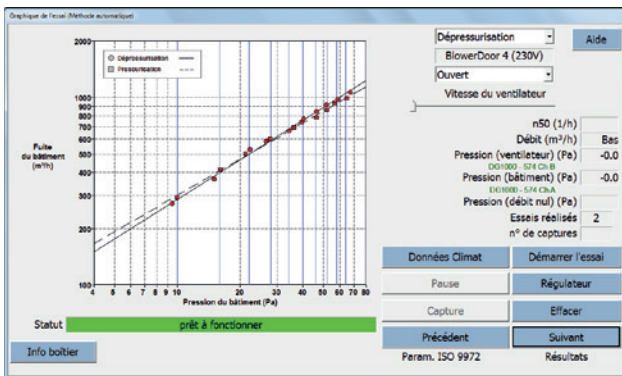 Graphique de l'essai (Méthode automatique)
Dépressurisation
Pressurisation
Fuite
du bâtiment
(m³/h)
2000
1000
900
800
700
600
500
400
300
200
100
4 5 6 7 8 9 10 20 30 40 50 60 70 80
Pression du bâtiment (Pa)
Statut
prêt à fonctionner
Info boîtier
Dépressurisation
Aide
BlowerDoor 4 (230V)
Ouvert
Vitesse du ventilateur
n50 (1/h)
Débit (m³/h) Bas
Pression (ventilateur) (Pa) -0.0
DG1000 - 574 Ch B
Pression (bâtiment) (Pa) -0.0
DG1000 - 574 Ch A
Pression (débit nul) (Pa)
Essais réalisés 2
n° de captures
Données Climat
Démarrer l'essai
Pause
Régulateur
Capture
Effacer
Précédent
Suivant
Param. ISO 9972
Résultats